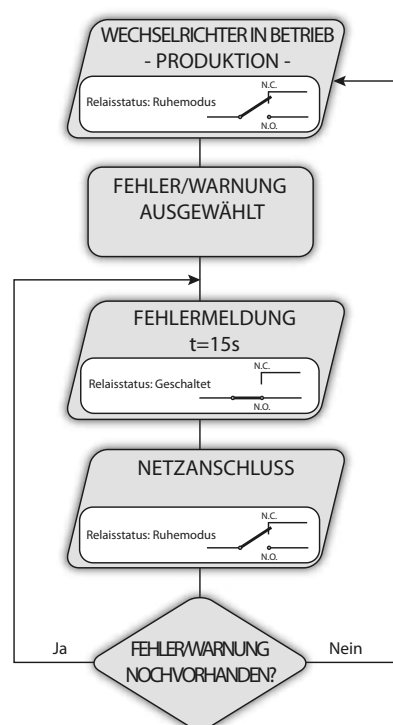 WECHSELRICHTER IN BETRIEB
- PRODUKTION -
N.C.
Relaisstatus: Ruhemodus
N.O.
FEHLER/WARNUNG
AUSGEWÄHLT
FEHLERMELDUNG
t=15s
N.C.
Relaisstatus: Geschaltet
N.O.
NETZANSCHLUSS
N.C.
Relaisstatus: Ruhemodus
N.O.
Ja
FEHLER/WARNUNG
NOCHVORHANDEN?
Nein